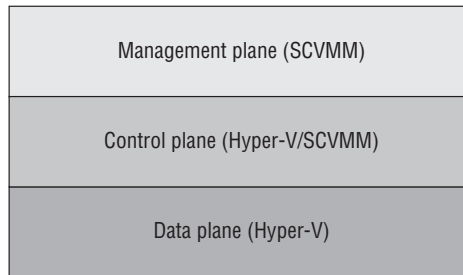 Management plane (SCVMM)
Control plane (Hyper-V/SCVMM)
Data plane (Hyper-V)